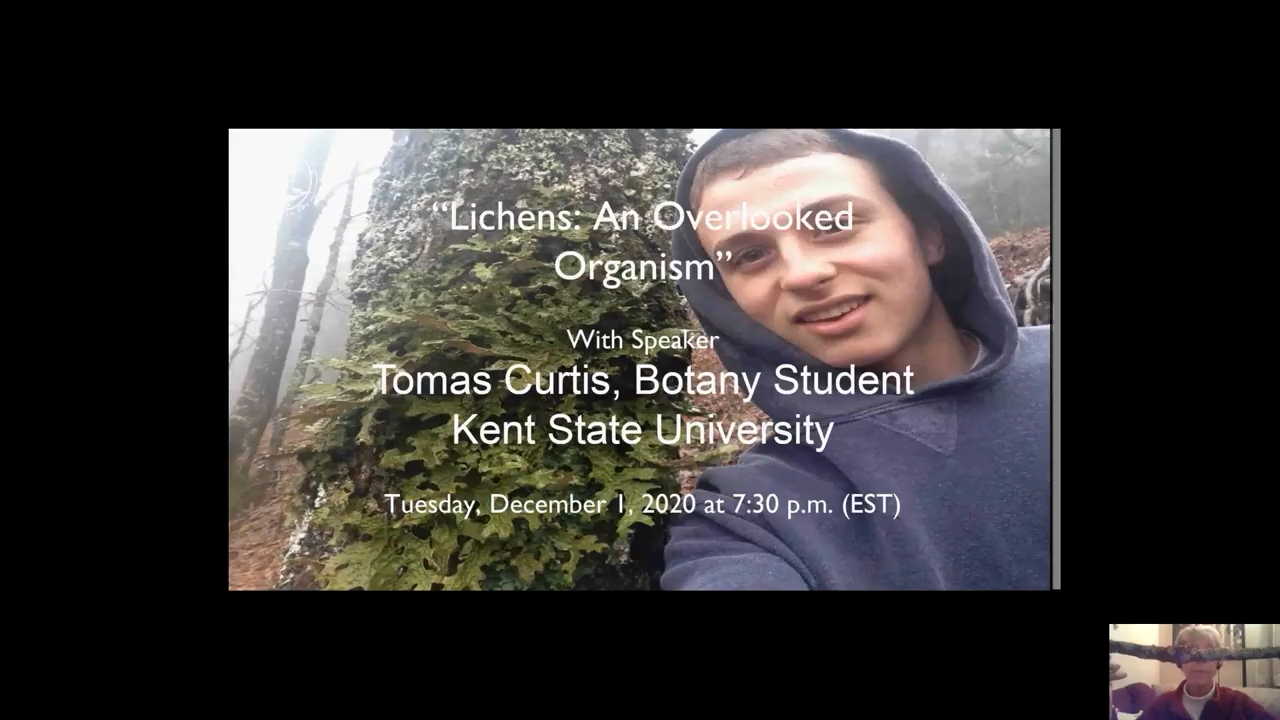 “Lichens: An Overlooked
Organism”
With Speaker
Tomas Curtis, Botany Student
Kent State University
Tuesday, December 1, 2020 at 7:30 p.m. (EST)